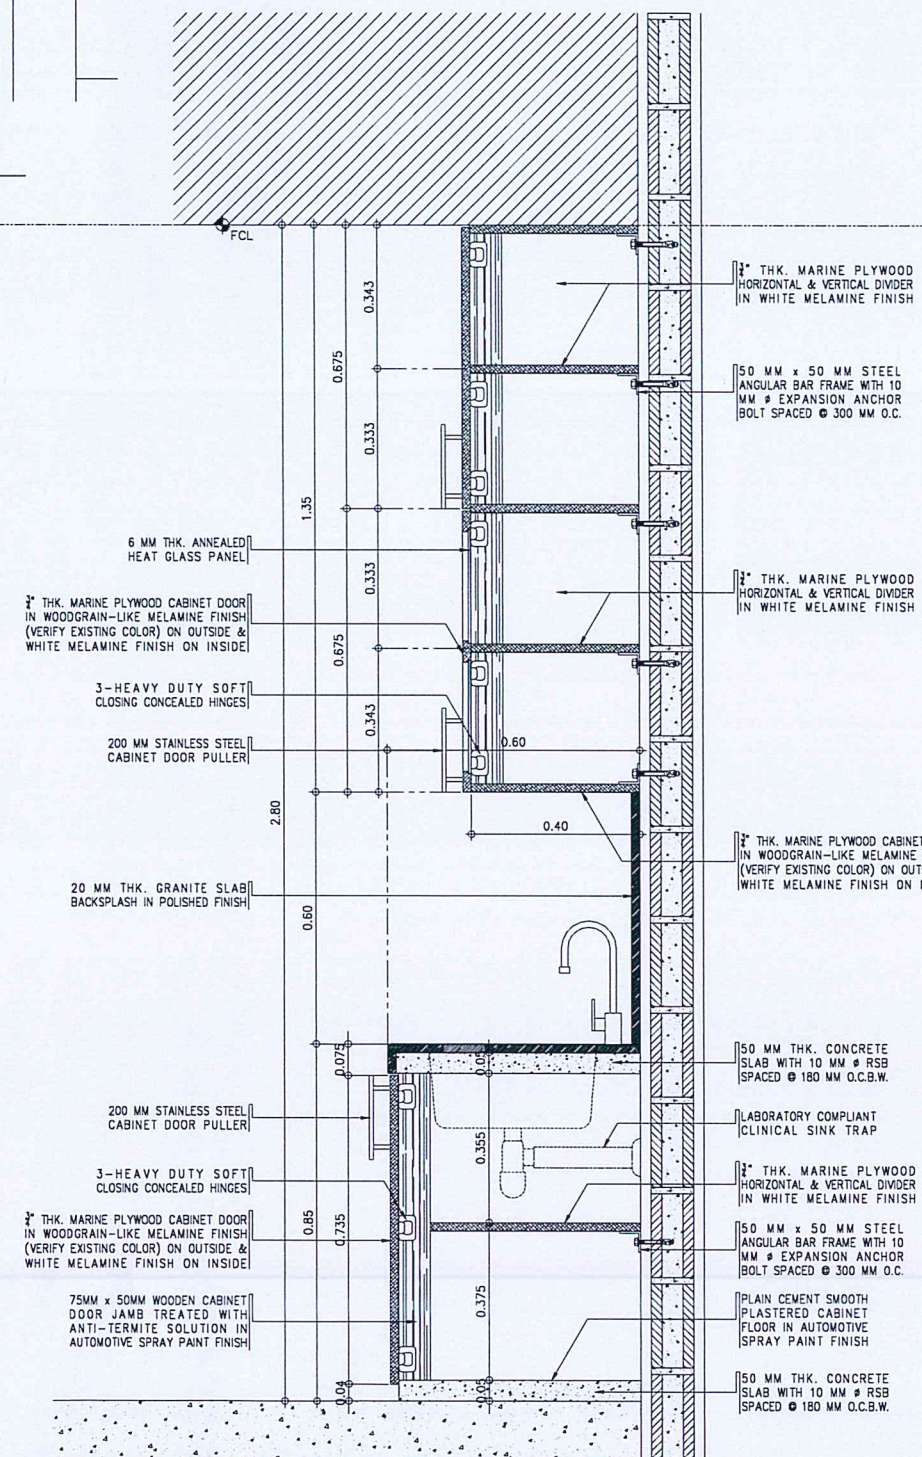 FCL
0.343
0.675
0.333
1.35
0.333
0.675
0.343
2.80
0.60
0.40
0.60
0.075
0.05
0.355
0.85
0.735
0.375
0.04
0.05
6 MM THK. ANNEALED
HEAT GLASS PANEL
¾" THK. MARINE PLYWOOD CABINET DOOR
IN WOODGRAIN-LIKE MELAMINE FINISH
(VERIFY EXISTING COLOR) ON OUTSIDE &
WHITE MELAMINE FINISH ON INSIDE
3-HEAVY DUTY SOFT
CLOSING CONCEALED HINGES
200 MM STAINLESS STEEL
CABINET DOOR PULLER
20 MM THK. GRANITE SLAB
BACKSPLASH IN POLISHED FINISH
200 MM STAINLESS STEEL
CABINET DOOR PULLER
3-HEAVY DUTY SOFT
CLOSING CONCEALED HINGES
¾" THK. MARINE PLYWOOD CABINET DOOR
IN WOODGRAIN-LIKE MELAMINE FINISH
(VERIFY EXISTING COLOR) ON OUTSIDE &
WHITE MELAMINE FINISH ON INSIDE
75MM x 50MM WOODEN CABINET
DOOR JAMB TREATED WITH
ANTI-TERMITE SOLUTION IN
AUTOMOTIVE SPRAY PAINT FINISH
¾" THK. MARINE PLYWOOD
HORIZONTAL & VERTICAL DIVIDER
IN WHITE MELAMINE FINISH
50 MM x 50 MM STEEL
ANGULAR BAR FRAME WITH 10
MM ø EXPANSION ANCHOR
BOLT SPACED @ 300 MM O.C.
¾" THK. MARINE PLYWOOD
HORIZONTAL & VERTICAL DIVIDER
IN WHITE MELAMINE FINISH
¾" THK. MARINE PLYWOOD CABINET
IN WOODGRAIN-LIKE MELAMINE
(VERIFY EXISTING COLOR) ON OUT
WHITE MELAMINE FINISH ON
50 MM THK. CONCRETE
SLAB WITH 10 MM ø RSB
SPACED @ 180 MM O.C.B.W.
LABORATORY COMPLIANT
CLINICAL SINK TRAP
¾" THK. MARINE PLYWOOD
HORIZONTAL & VERTICAL DIVIDER
IN WHITE MELAMINE FINISH
50 MM x 50 MM STEEL
ANGULAR BAR FRAME WITH 10
MM ø EXPANSION ANCHOR
BOLT SPACED @ 300 MM O.C.
PLAIN CEMENT SMOOTH
PLASTERED CABINET
FLOOR IN AUTOMOTIVE
SPRAY PAINT FINISH
50 MM THK. CONCRETE
SLAB WITH 10 MM ø RSB
SPACED @ 180 MM O.C.B.W.